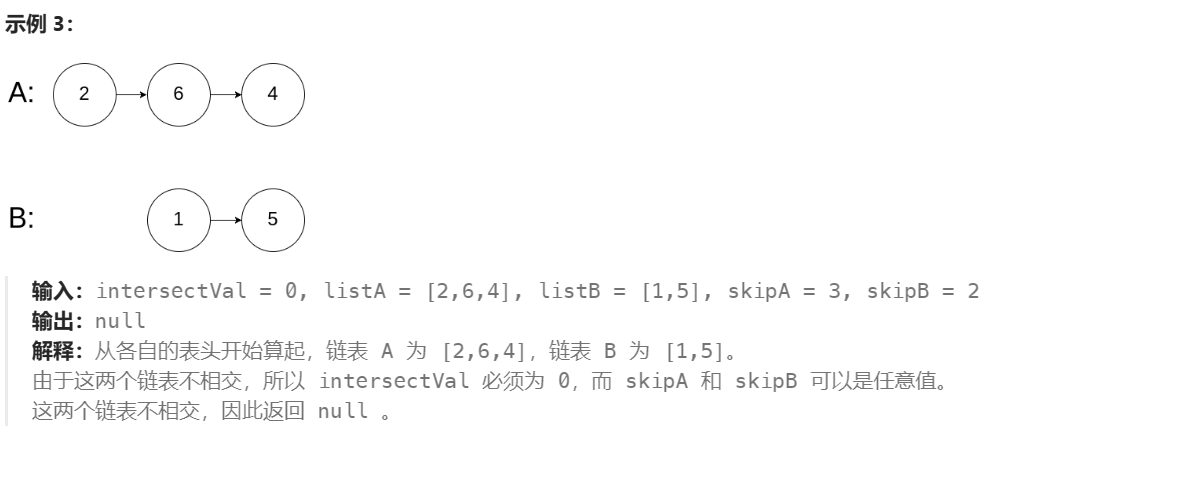 示例 3：
A: 2 6 4
B: 1 5
输入：intersectVal = 0, listA = [2,6,4], listB = [1,5], skipA = 3, skipB = 2
输出：null
解释：从各自的表头开始算起，链表 A 为 [2,6,4]，链表 B 为 [1,5]。
由于这两个链表不相交，所以 intersectVal 必须为 0，而 skipA 和 skipB 可以是任意值。
这两个链表不相交，因此返回 null 。